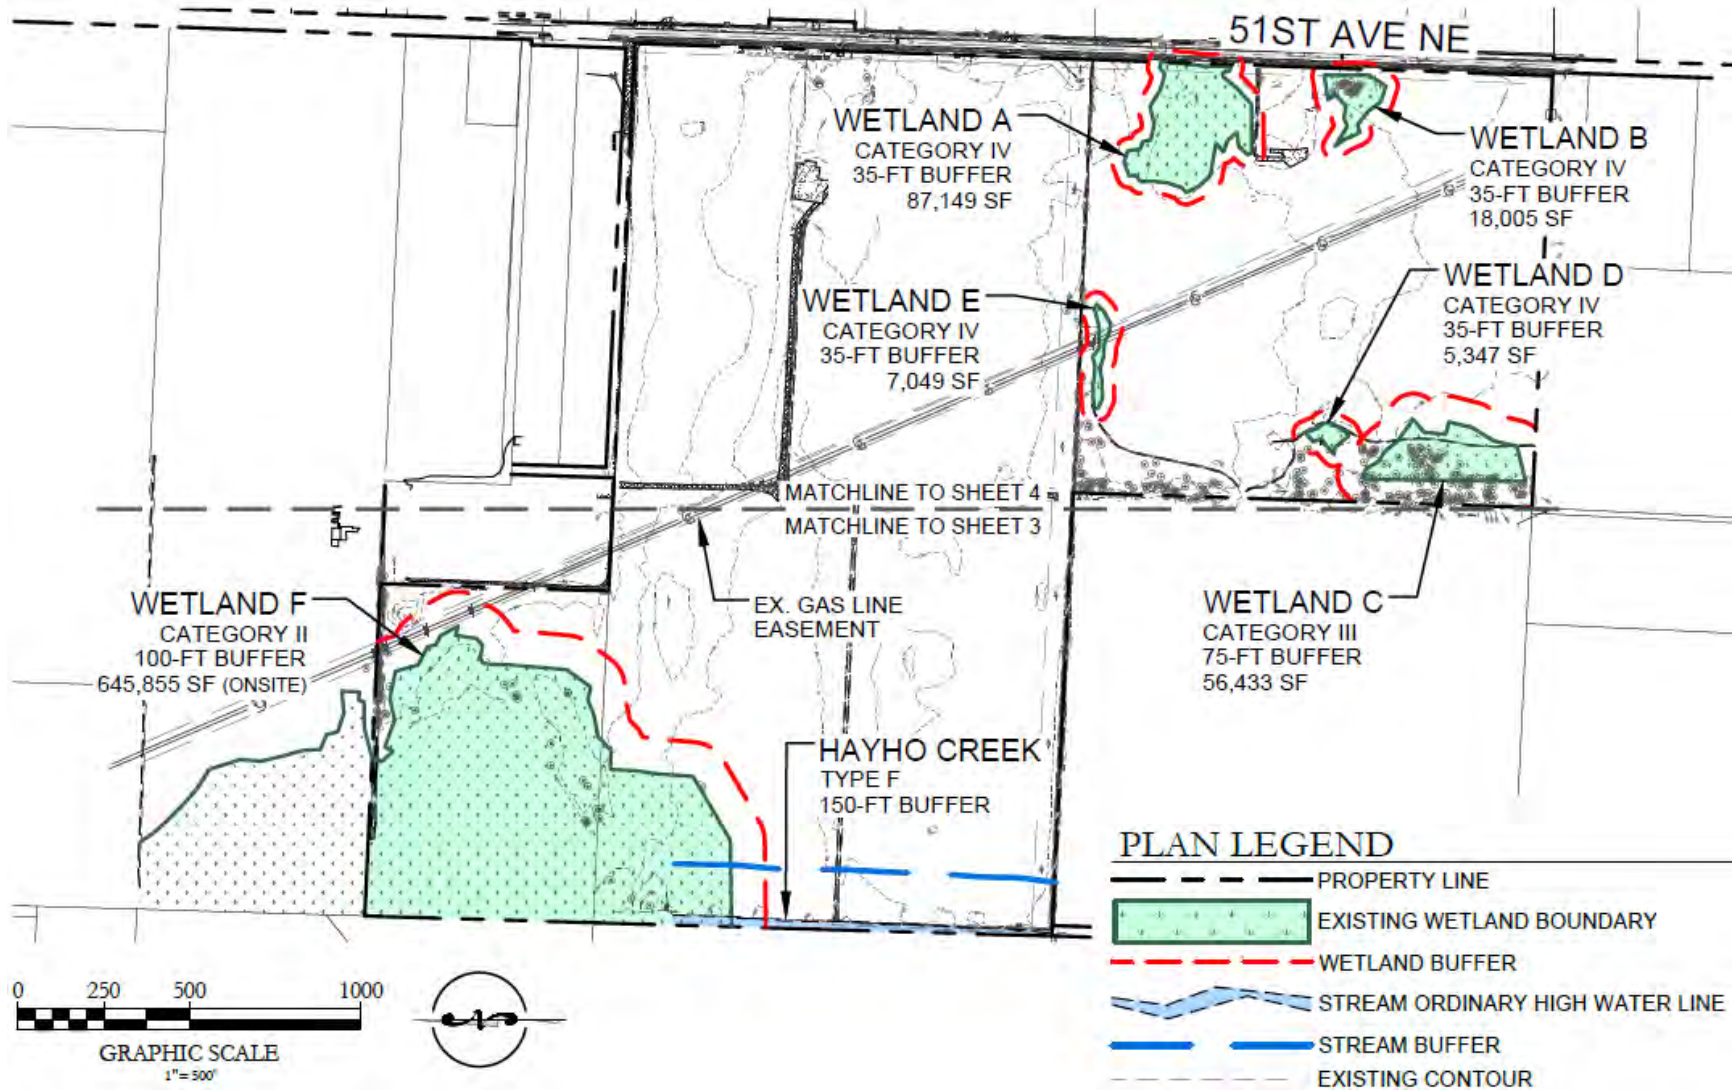 51ST AVE NE
WETLAND A
CATEGORY IV
35-FT BUFFER
87,149 SF
WETLAND B
CATEGORY IV
35-FT BUFFER
18,005 SF
WETLAND E
CATEGORY IV
35-FT BUFFER
7,049 SF
WETLAND D
CATEGORY IV
35-FT BUFFER
5,347 SF
MATCHLINE TO SHEET 4
MATCHLINE TO SHEET 3
WETLAND F
CATEGORY II
100-FT BUFFER
645,855 SF (ONSITE)
EX. GAS LINE
EASEMENT
WETLAND C
CATEGORY III
75-FT BUFFER
56,433 SF
HAYHO CREEK
TYPE F
150-FT BUFFER
PLAN LEGEND
PROPERTY LINE
EXISTING WETLAND BOUNDARY
WETLAND BUFFER
STREAM ORDINARY HIGH WATER LINE
STREAM BUFFER
EXISTING CONTOUR
0 250 500 1000
GRAPHIC SCALE
1"= 500'